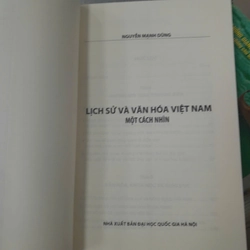 NGUYỄN MẠNH DŨNG
LỊCH SỬ VÀ VĂN HÓA VIỆT NAM
MỘT CÁCH NHÌN
NHÀ XUẤT BẢN ĐẠI HỌC QUỐC GIA HÀ NỘI